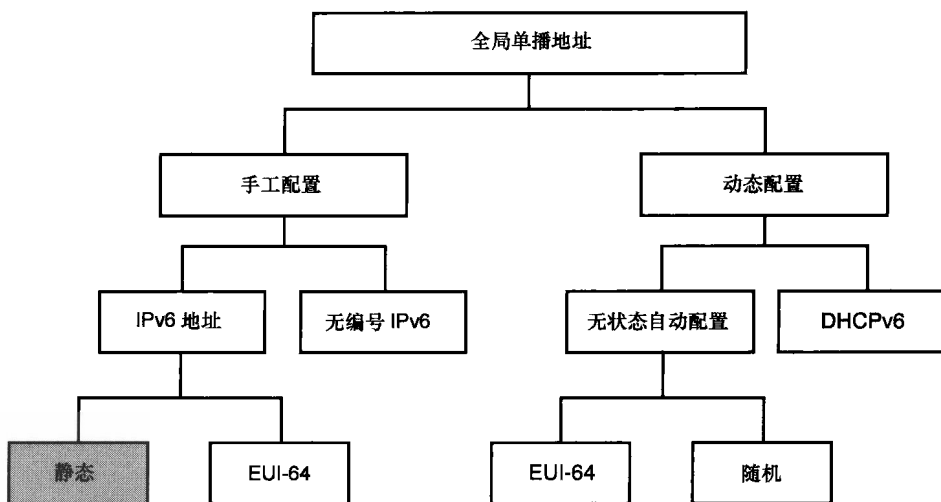 全局单播地址
手工配置
动态配置
IPv6 地址
无编号 IPv6
无状态自动配置
DHCPv6
静态
EUI-64
EUI-64
随机